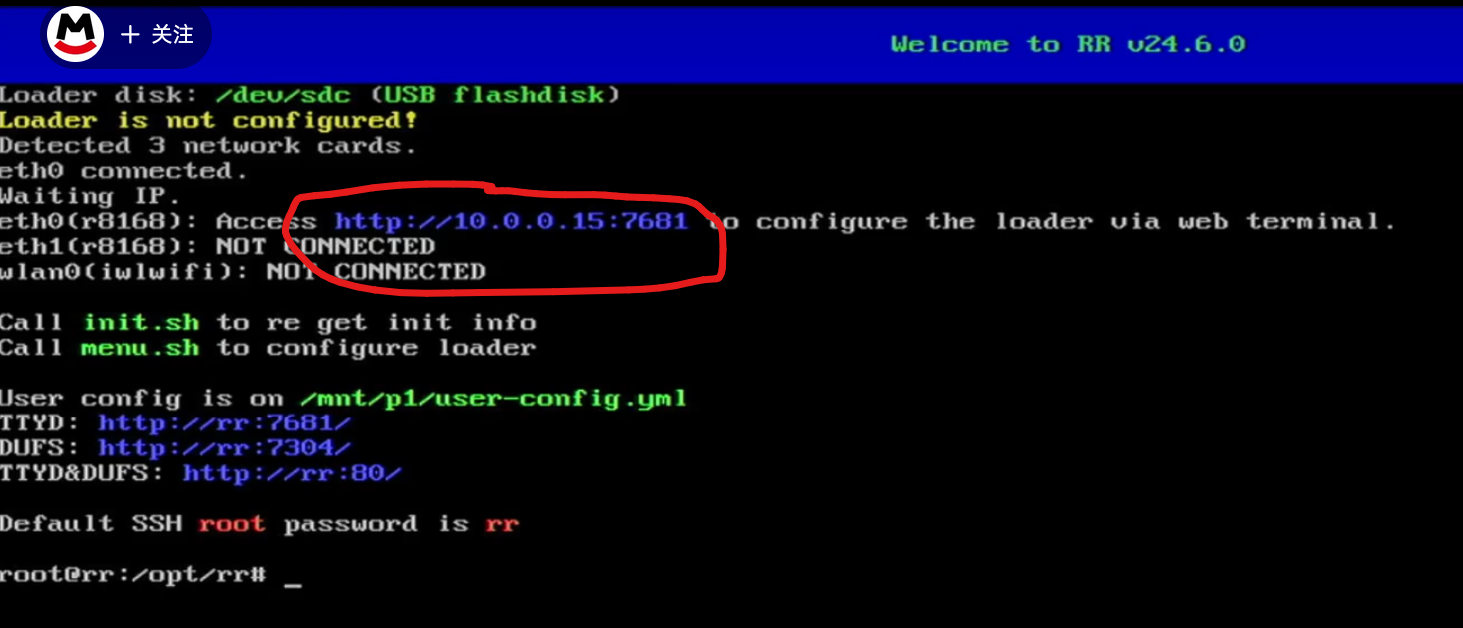 M + 关注
Welcome to RR v24.6.0
Loader disk: /dev/sdc (USB flashdisk)
Loader is not configured!
Detected 3 network cards.
eth0 connected.
Waiting IP.
eth0(r8168): Access http://10.0.0.15:7681 to configure the loader via web terminal.
eth1(r8168): NOT CONNECTED
wlan0(iwlwifi): NOT CONNECTED
Call init.sh to re get init info
Call menu.sh to configure loader
User config is on /mnt/p1/user-config.yml
TTYD: http://rr:7681/
DUFS: http://rr:7304/
TTYD&DUFS: http://rr:80/
Default SSH root password is rr
root@rr:/opt/rr# _